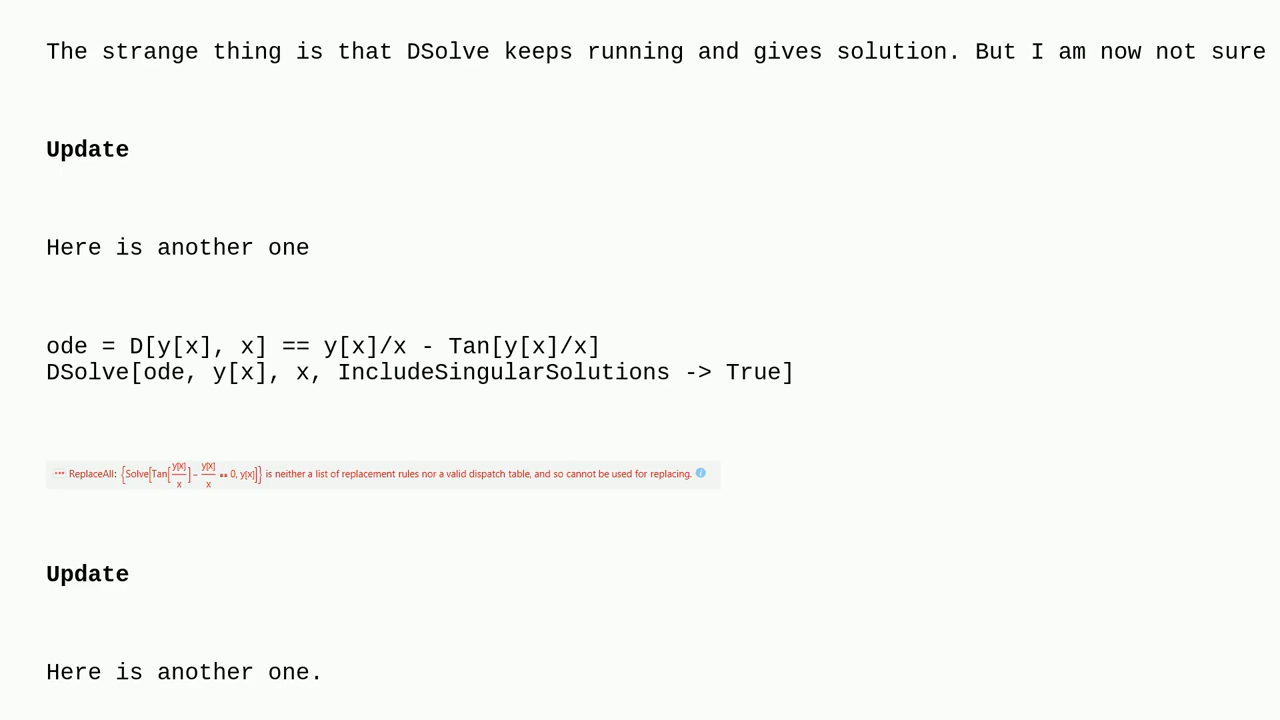 The strange thing is that DSolve keeps running and gives solution. But I am now not sure
Update
Here is another one
ode = D[y[x], x] == y[x]/x - Tan[y[x]/x]
DSolve[ode, y[x], x, IncludeSingularSolutions -> True]
••• ReplaceAll: {Solve[Tan[y[x]/x] - y[x]/x == 0, y[x]]} is neither a list of replacement rules nor a valid dispatch table, and so cannot be used for replacing. i
Update
Here is another one.